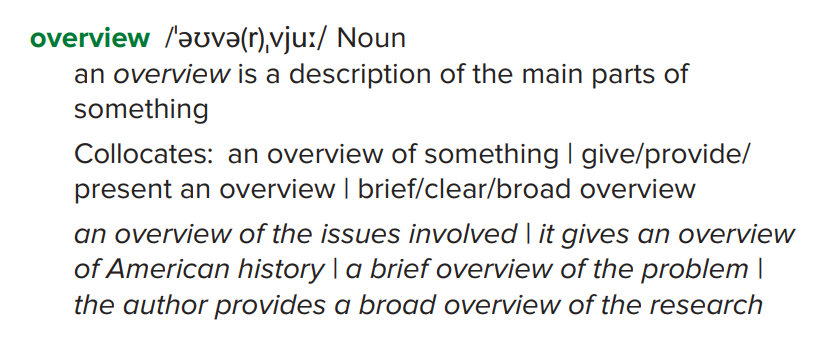 overview /ˈəʊvə(r)ˌvjuː/ Noun
an overview is a description of the main parts of
something
Collocates: an overview of something | give/provide/
present an overview | brief/clear/broad overview
an overview of the issues involved | it gives an overview
of American history | a brief overview of the problem |
the author provides a broad overview of the research